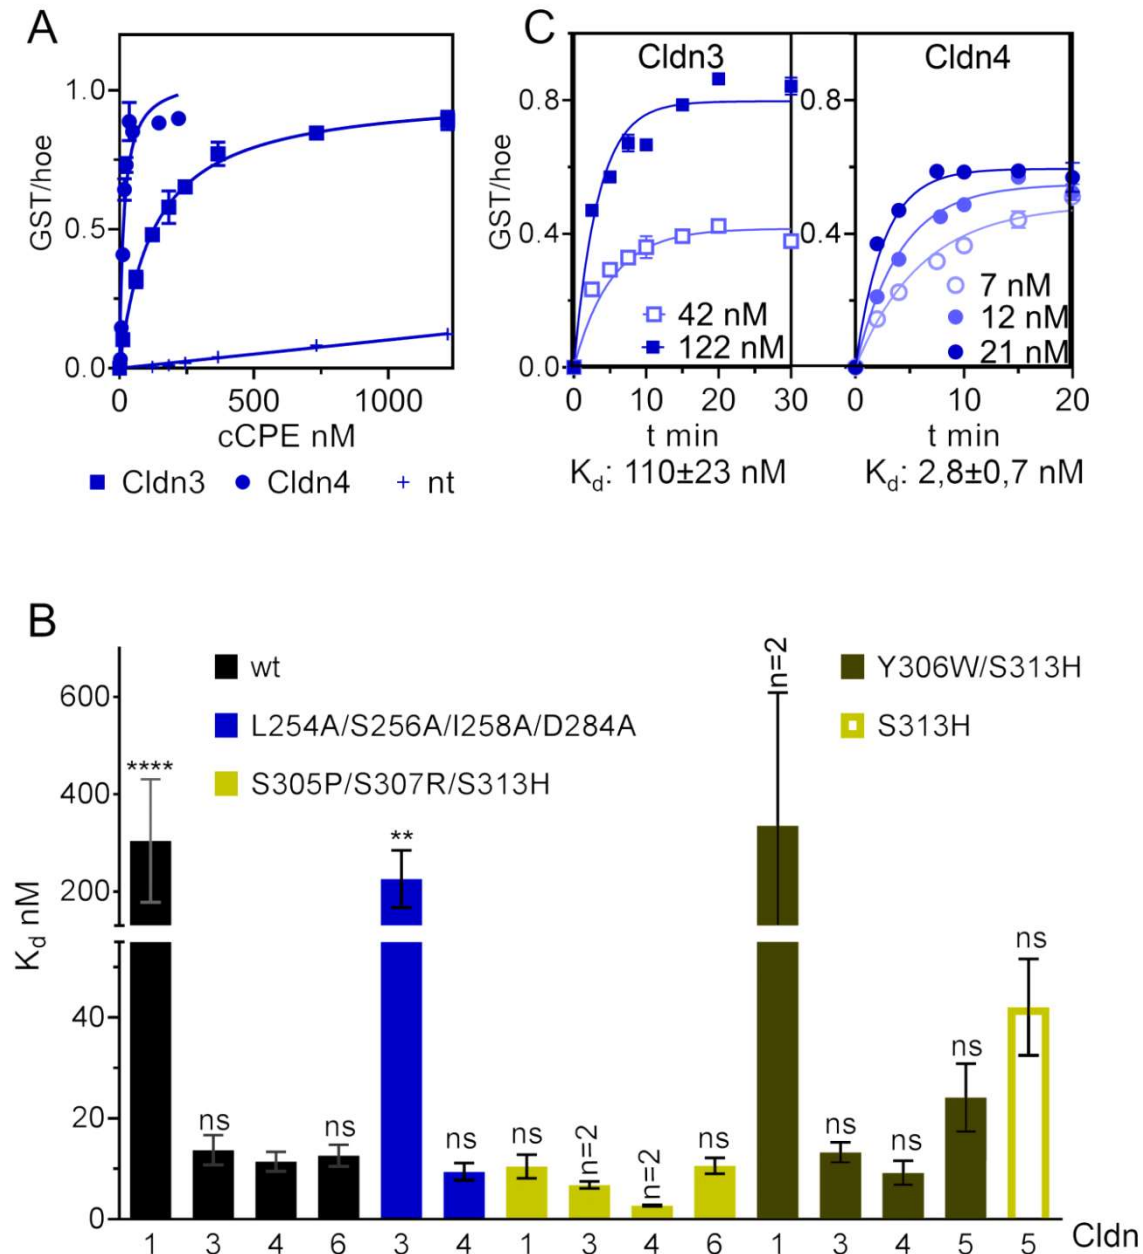 A
1.0
0.5
0.0
GST/hoe
0
500
1000
cCPE nM
Cldn3
Cldn4
nt
C
Cldn3
Cldn4
0.8
0.4
0.0
GST/hoe
0.8
0.4
42 nM
122 nM
7 nM
12 nM
21 nM
0 10 20 30
0 10 20
t min
t min
Kd: 110±23 nM
Kd: 2,8±0,7 nM
B
wt
L254A/S256A/I258A/D284A
S305P/S307R/S313H
Y306W/S313H
S313H
600
400
200
40
20
0
Kd nM
****
ns
ns
**
ns
ns
n=2
n=2
ns
n=2
ns
ns
ns
ns
1 3 4 6 3 4 1 3 4 6 1 3 4 5 5 Cldn